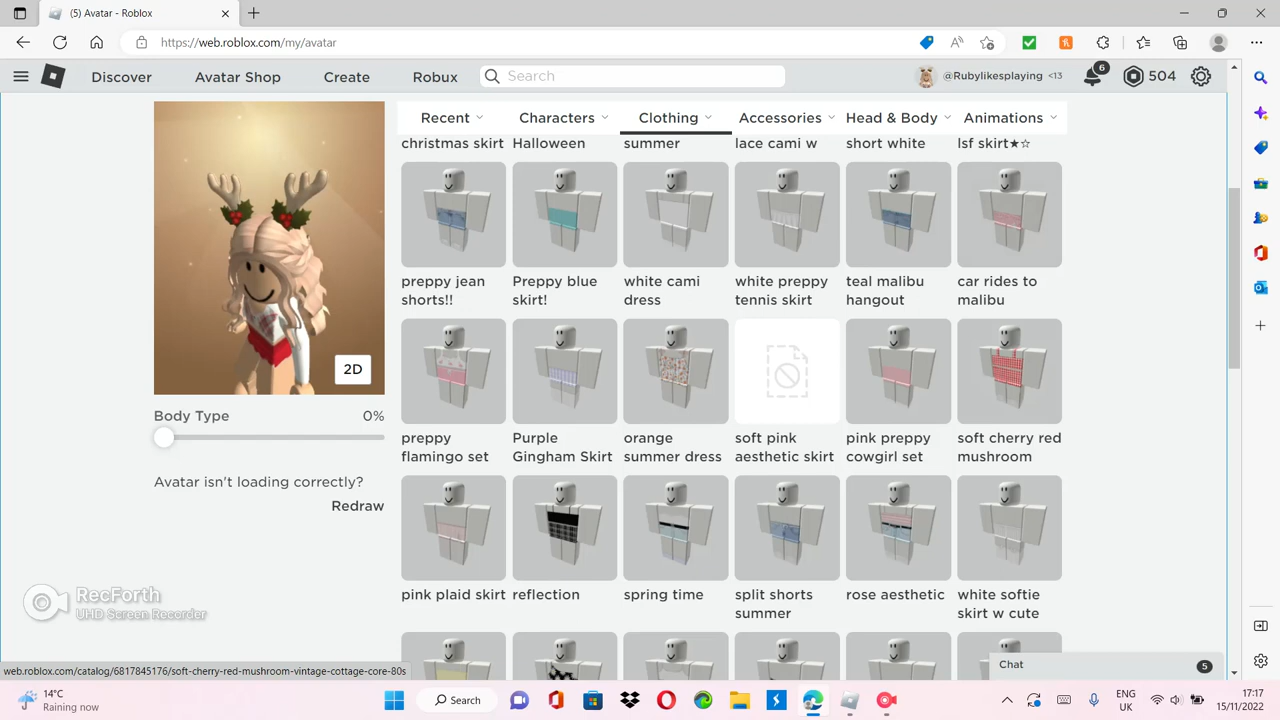 (5) Avatar - Roblox
https://web.roblox.com/my/avatar
Discover
Avatar Shop
Create
Robux
Search
@Rubylikesplaying <13
6
504
Recent
Characters
Clothing
Accessories
Head & Body
Animations
christmas skirt
Halloween
summer
lace cami w
short white
lsf skirt★☆
preppy jean
shorts!!
Preppy blue
skirt!
white cami
dress
white preppy
tennis skirt
teal malibu
hangout
car rides to
malibu
2D
Body Type
0%
Avatar isn't loading correctly?
Redraw
preppy
flamingo set
Purple
Gingham Skirt
orange
summer dress
soft pink
aesthetic skirt
pink preppy
cowgirl set
soft cherry red
mushroom
pink plaid skirt
reflection
spring time
split shorts
summer
rose aesthetic
white softie
skirt w cute
RecForth
UHD Screen Recorder
web.roblox.com/catalog/6817845176/soft-cherry-red-mushroom-vintage-cottage-core-80s
Chat
5
14°C
Raining now
Search
ENG
UK
17:17
15/11/2022